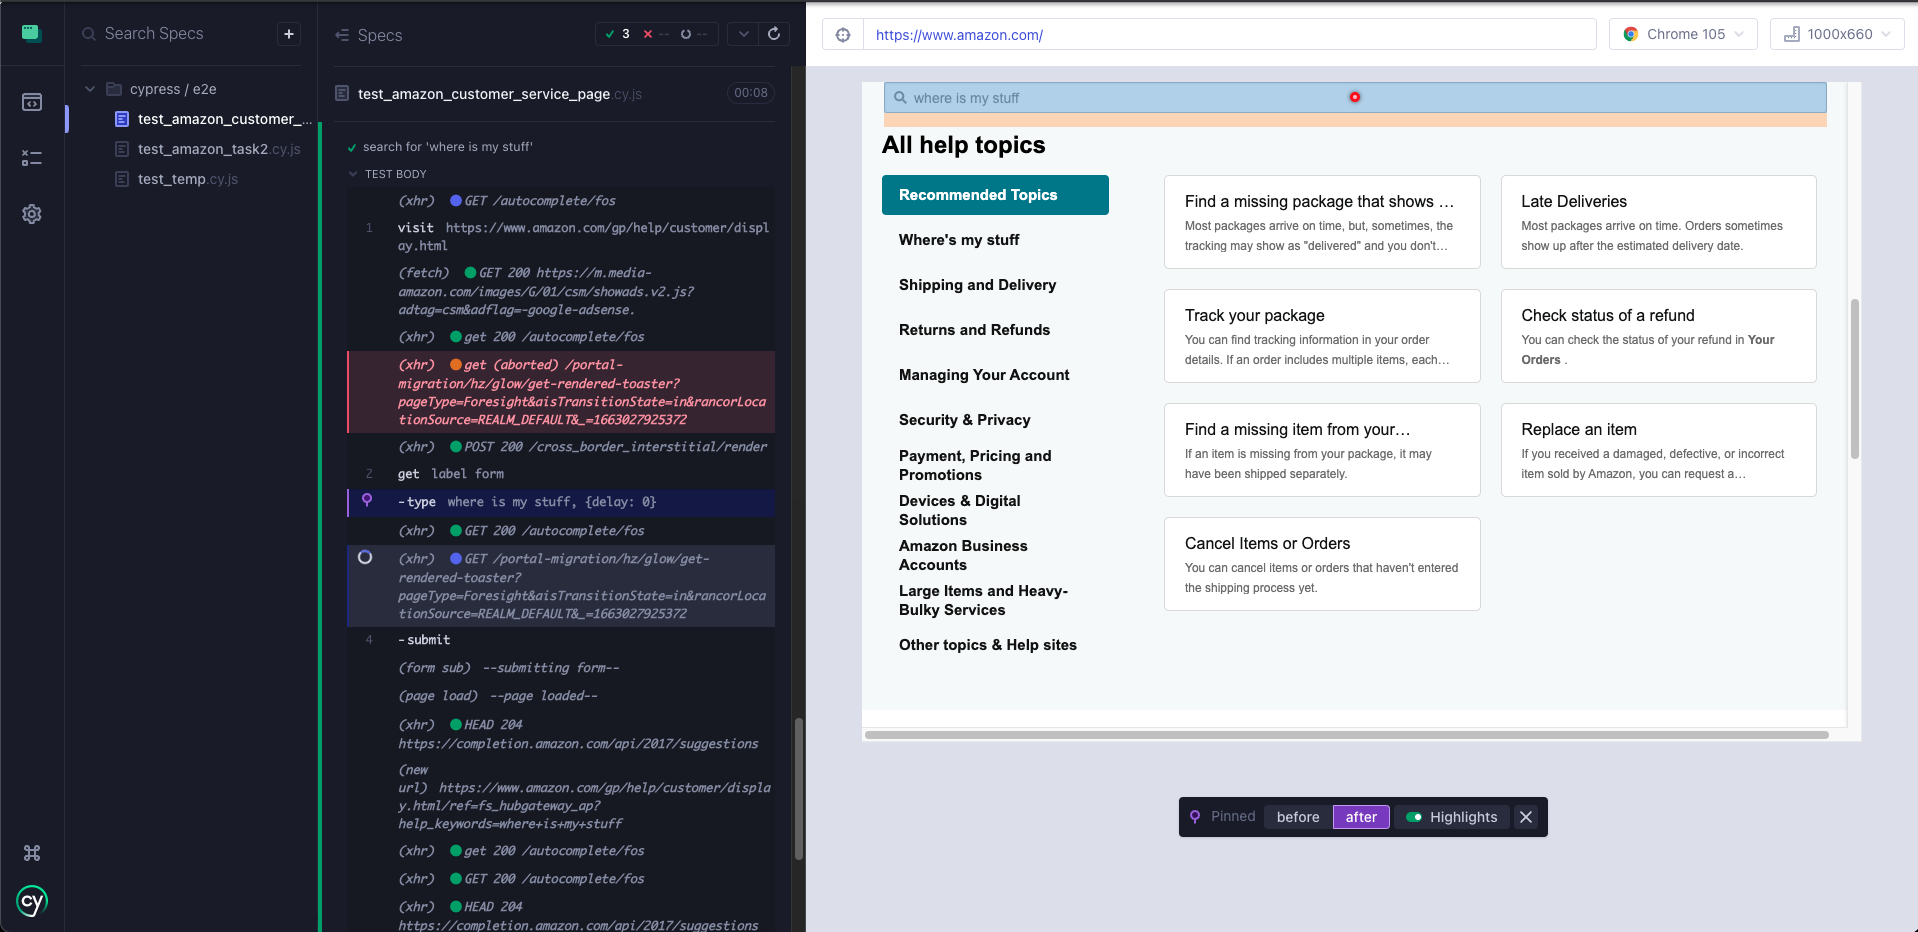 Search Specs
+
cypress / e2e
test_amazon_customer_...
test_amazon_task2.cy.js
test_temp.cy.js
cy
Specs
3
--
--
test_amazon_customer_service_page.cy.js
00:08
search for 'where is my stuff'
TEST BODY
(xhr) GET /autocomplete/fos
1 visit https://www.amazon.com/gp/help/customer/displ
ay.html
(fetch) GET 200 https://m.media-
amazon.com/images/G/01/csm/showads.v2.js?
adtag=csm&adflag=-google-adsense.
(xhr) get 200 /autocomplete/fos
(xhr) get (aborted) /portal-
migration/hz/glow/get-rendered-toaster?
pageType=Foresight&aisTransitionState=in&rancorLoca
tionSource=REALM_DEFAULT&_=1663027925372
(xhr) POST 200 /cross_border_interstitial/render
2 get label form
-type where is my stuff, {delay: 0}
(xhr) GET 200 /autocomplete/fos
(xhr) GET /portal-migration/hz/glow/get-
rendered-toaster?
pageType=Foresight&aisTransitionState=in&rancorLoca
tionSource=REALM_DEFAULT&_=1663027925372
4 -submit
(form sub) --submitting form--
(page load) --page loaded--
(xhr) HEAD 204
https://completion.amazon.com/api/2017/suggestions
(new
url) https://www.amazon.com/gp/help/customer/displa
y.html/ref=fs_hubgateway_ap?
help_keywords=where+is+my+stuff
(xhr) get 200 /autocomplete/fos
(xhr) GET 200 /autocomplete/fos
(xhr) HEAD 204
https://completion.amazon.com/api/2017/suggestions
https://www.amazon.com/
Chrome 105
1000x660
where is my stuff
All help topics
Recommended Topics
Where's my stuff
Shipping and Delivery
Returns and Refunds
Managing Your Account
Security & Privacy
Payment, Pricing and
Promotions
Devices & Digital
Solutions
Amazon Business
Accounts
Large Items and Heavy-
Bulky Services
Other topics & Help sites
Find a missing package that shows ...
Most packages arrive on time, but, sometimes, the
tracking may show as "delivered" and you don't...
Late Deliveries
Most packages arrive on time. Orders sometimes
show up after the estimated delivery date.
Track your package
You can find tracking information in your order
details. If an order includes multiple items, each...
Check status of a refund
You can check the status of your refund in Your
Orders .
Find a missing item from your...
If an item is missing from your package, it may
have been shipped separately.
Replace an item
If you received a damaged, defective, or incorrect
item sold by Amazon, you can request a...
Cancel Items or Orders
You can cancel items or orders that haven't entered
the shipping process yet.
Pinned before after Highlights